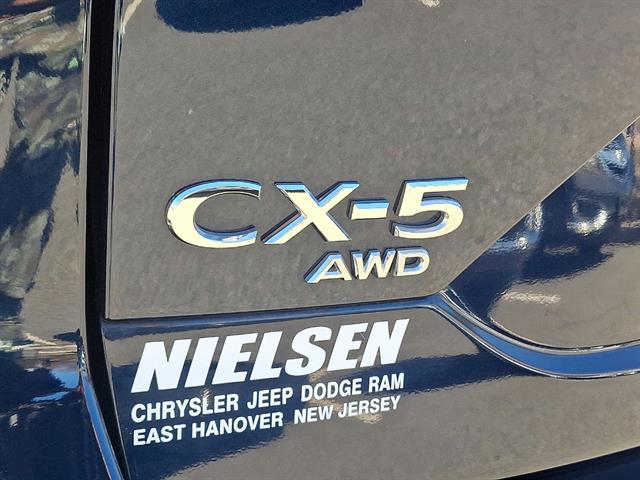 CX-5
AWD
NIELSEN
CHRYSLER JEEP DODGE RAM
EAST HANOVER NEW JERSEY